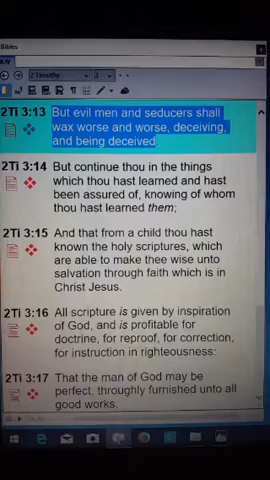 Bibles
KJV
2 Timothy 3
2Ti 3:13 But evil men and seducers shall
wax worse and worse, deceiving,
and being deceived.
2Ti 3:14 But continue thou in the things
which thou hast learned and hast
been assured of, knowing of whom
thou hast learned them;
2Ti 3:15 And that from a child thou hast
known the holy scriptures, which
are able to make thee wise unto
salvation through faith which is in
Christ Jesus.
2Ti 3:16 All scripture is given by inspiration
of God, and is profitable for
doctrine, for reproof, for correction,
for instruction in righteousness:
2Ti 3:17 That the man of God may be
perfect, throughly furnished unto all
good works.